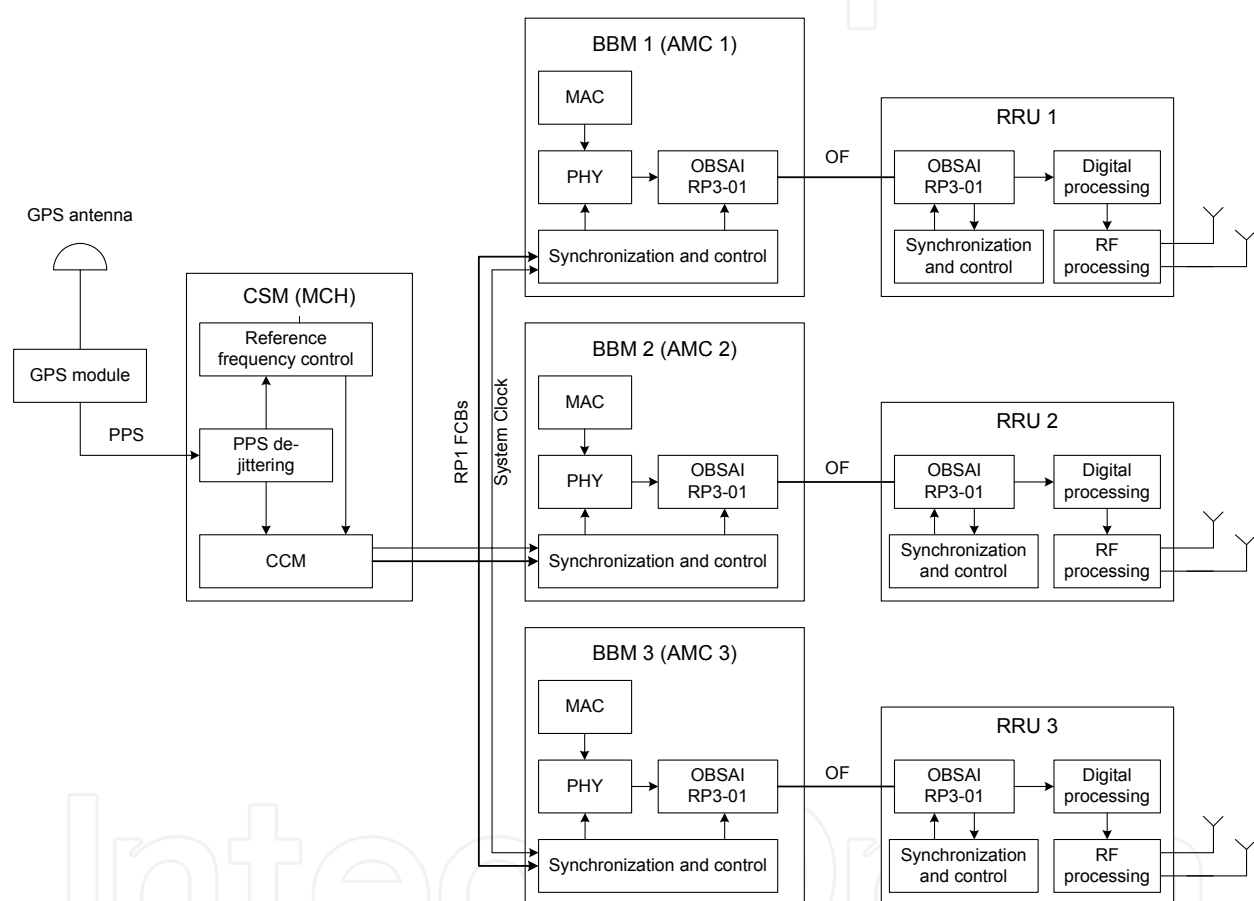 GPS antenna
GPS module
PPS
CSM (MCH)
Reference
frequency control
PPS de-
jittering
CCM
RP1 FCBs
System Clock
BBM 1 (AMC 1)
MAC
PHY
OBSAI
RP3-01
Synchronization and control
OF
RRU 1
OBSAI
RP3-01
Digital
processing
Synchronization
and control
RF
processing
BBM 2 (AMC 2)
MAC
PHY
OBSAI
RP3-01
Synchronization and control
OF
RRU 2
OBSAI
RP3-01
Digital
processing
Synchronization
and control
RF
processing
BBM 3 (AMC 3)
MAC
PHY
OBSAI
RP3-01
Synchronization and control
OF
RRU 3
OBSAI
RP3-01
Digital
processing
Synchronization
and control
RF
processing